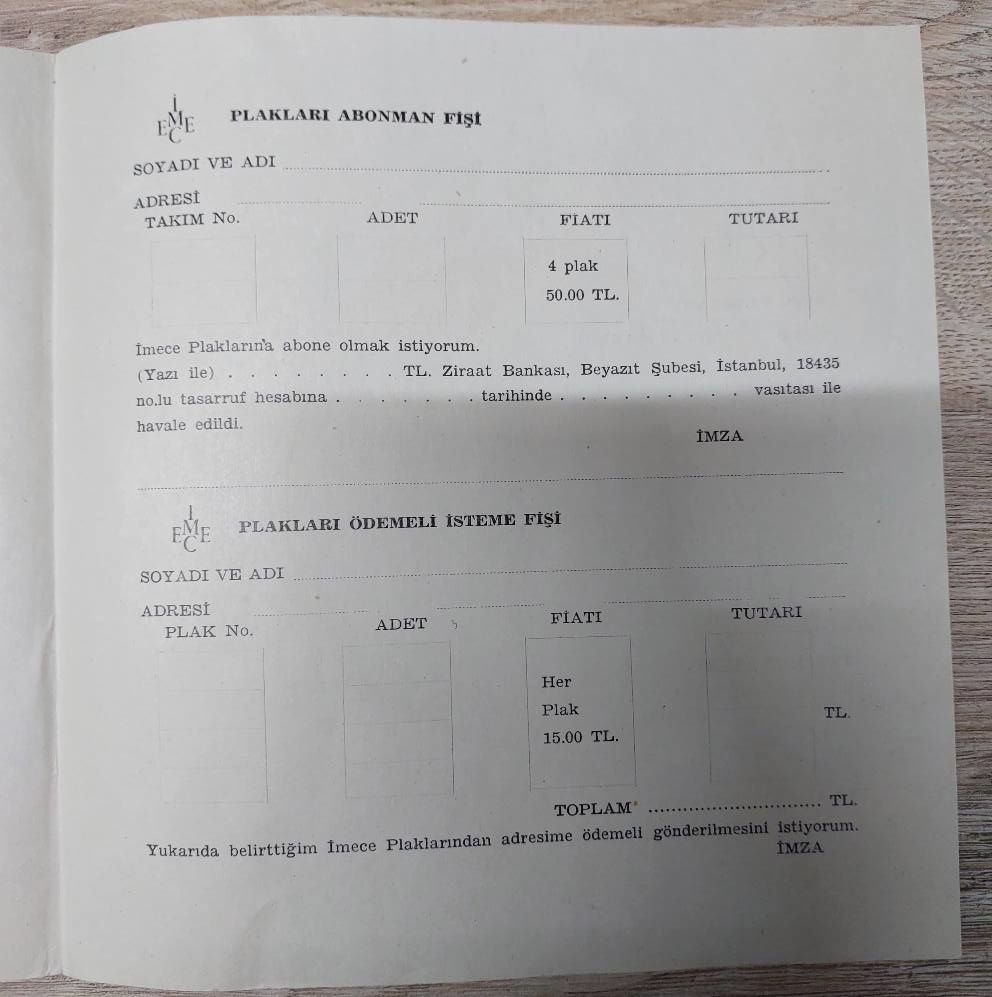 İMECE PLAKLARI ABONMAN FİŞİ
SOYADI VE ADI ..........
ADRESİ ..........
TAKIM No. ADET FİATI TUTARI
4 plak
50.00 TL.
İmece Plakların'a abone olmak istiyorum.
(Yazı ile) . . . . . . . . TL. Ziraat Bankası, Beyazıt Şubesi, İstanbul, 18435
no.lu tasarruf hesabına . . . . . . . tarihinde . . . . . . . . . vasıtası ile
havale edildi.
İMZA
İMECE PLAKLARI ÖDEMELİ İSTEME FİŞİ
SOYADI VE ADI ..........
ADRESİ ..........
PLAK No. ADET FİATI TUTARI
Her
Plak
TL.
15.00 TL.
TOPLAM .......... TL.
Yukarıda belirttiğim İmece Plaklarından adresime ödemeli gönderilmesini istiyorum.
İMZA